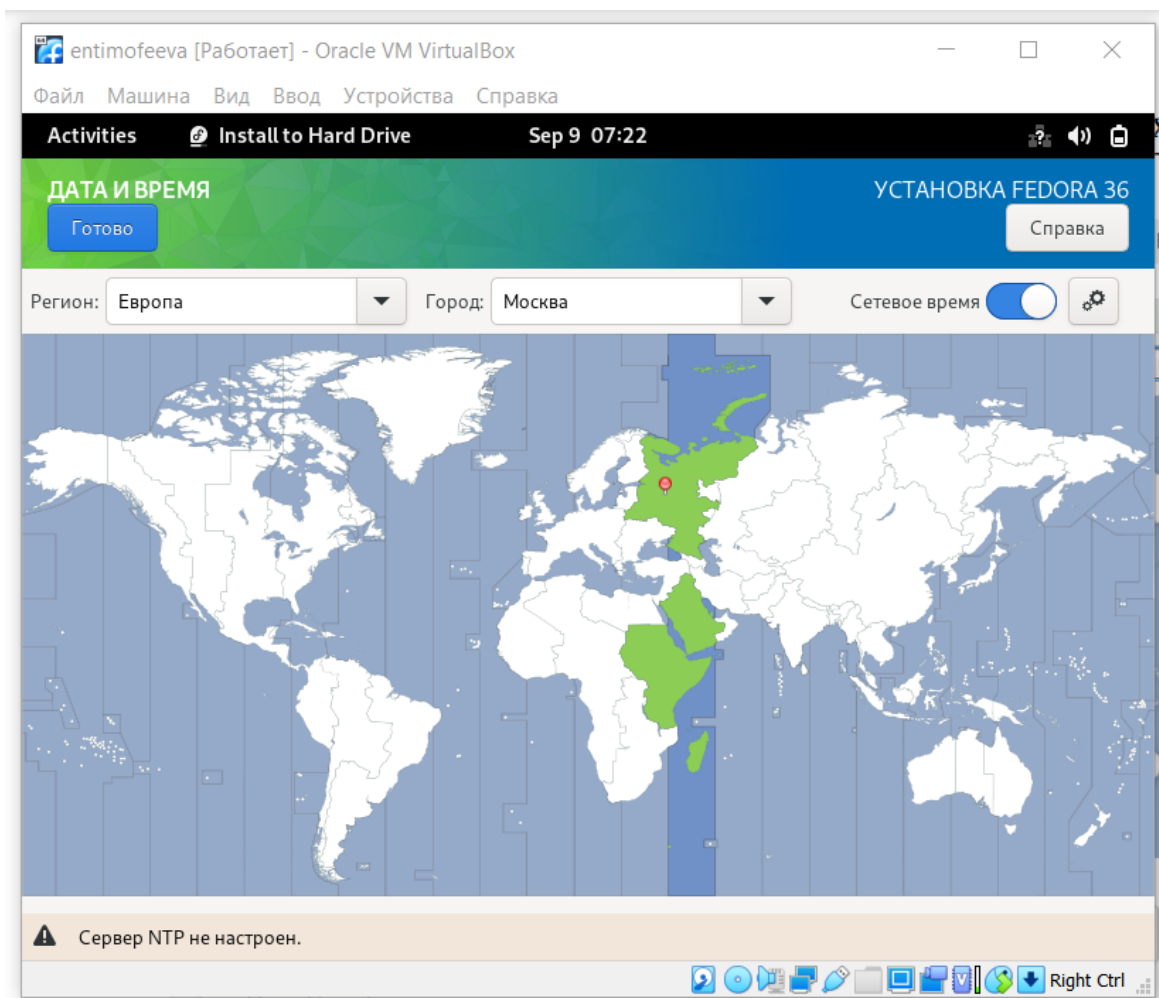 entimofeeva [Работает] - Oracle VM VirtualBox
Файл Машина Вид Ввод Устройства Справка
Activities Install to Hard Drive Sep 9 07:22
ДАТА И ВРЕМЯ УСТАНОВКА FEDORA 36
Готово Справка
Регион: Европа Город: Москва Сетевое время
Сервер NTP не настроен.
Right Ctrl